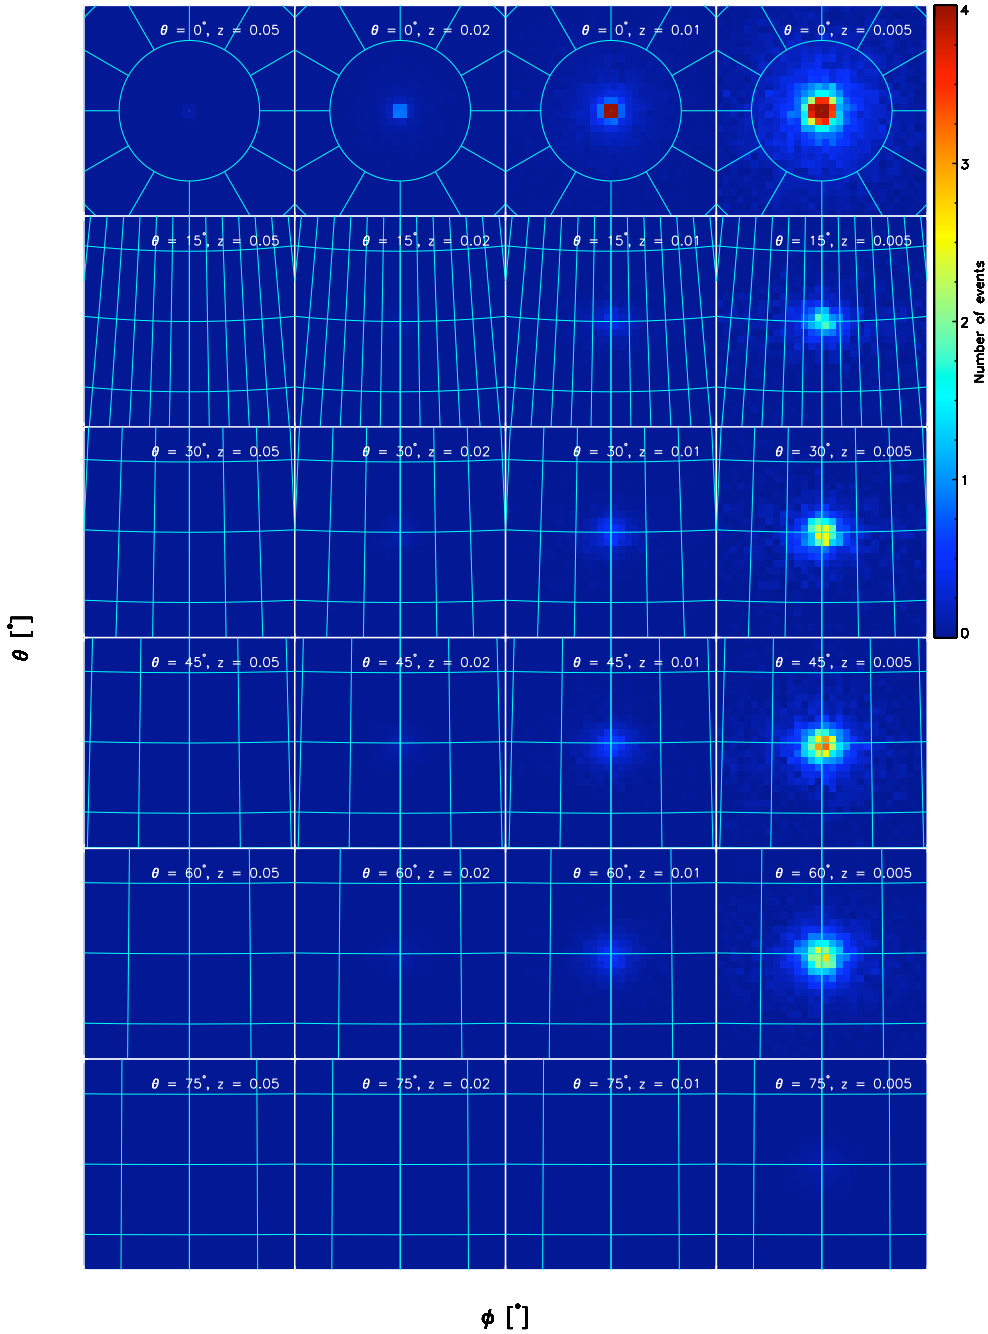 θ = 0°, z = 0.05
θ = 0°, z = 0.02
θ = 0°, z = 0.01
θ = 0°, z = 0.005
4
3
2
1
0
Number of events
θ = 15°, z = 0.05
θ = 15°, z = 0.02
θ = 15°, z = 0.01
θ = 15°, z = 0.005
θ = 30°, z = 0.05
θ = 30°, z = 0.02
θ = 30°, z = 0.01
θ = 30°, z = 0.005
θ [°]
θ = 45°, z = 0.05
θ = 45°, z = 0.02
θ = 45°, z = 0.01
θ = 45°, z = 0.005
θ = 60°, z = 0.05
θ = 60°, z = 0.02
θ = 60°, z = 0.01
θ = 60°, z = 0.005
θ = 75°, z = 0.05
θ = 75°, z = 0.02
θ = 75°, z = 0.01
θ = 75°, z = 0.005
ϕ [°]